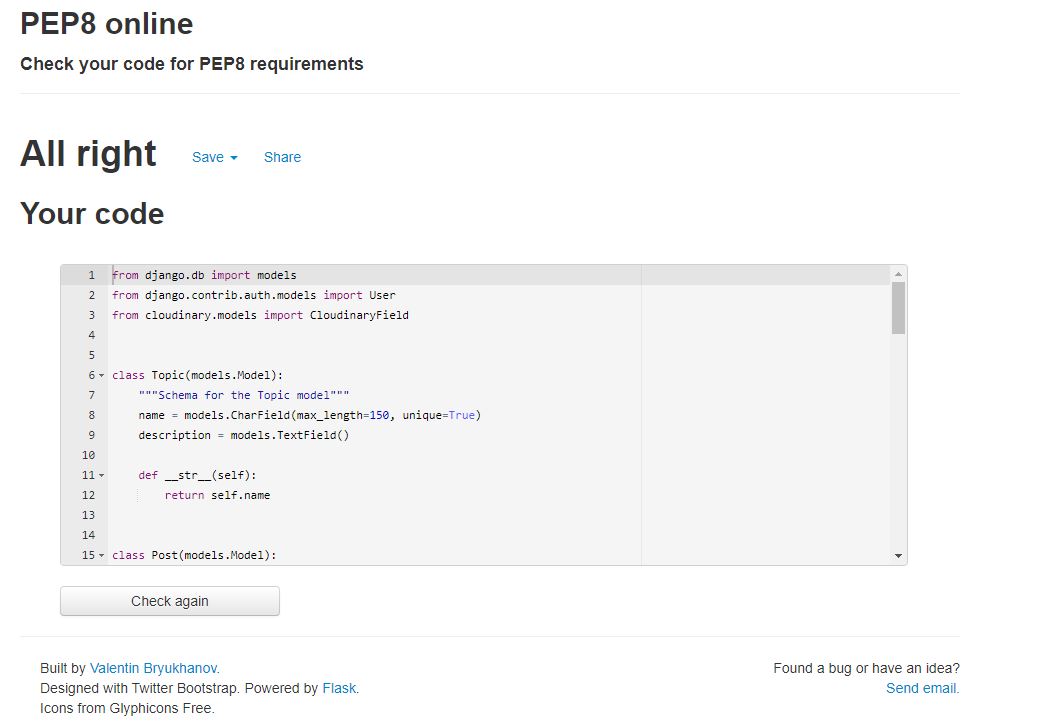 PEP8 online
Check your code for PEP8 requirements
All right Save Share
Your code
1 from django.db import models
2 from django.contrib.auth.models import User
3 from cloudinary.models import CloudinaryField
4
5
6 class Topic(models.Model):
7 """Schema for the Topic model"""
8 name = models.CharField(max_length=150, unique=True)
9 description = models.TextField()
10
11 def __str__(self):
12 return self.name
13
14
15 class Post(models.Model):
Check again
Built by Valentin Bryukhanov.
Designed with Twitter Bootstrap. Powered by Flask.
Icons from Glyphicons Free.
Found a bug or have an idea?
Send email.